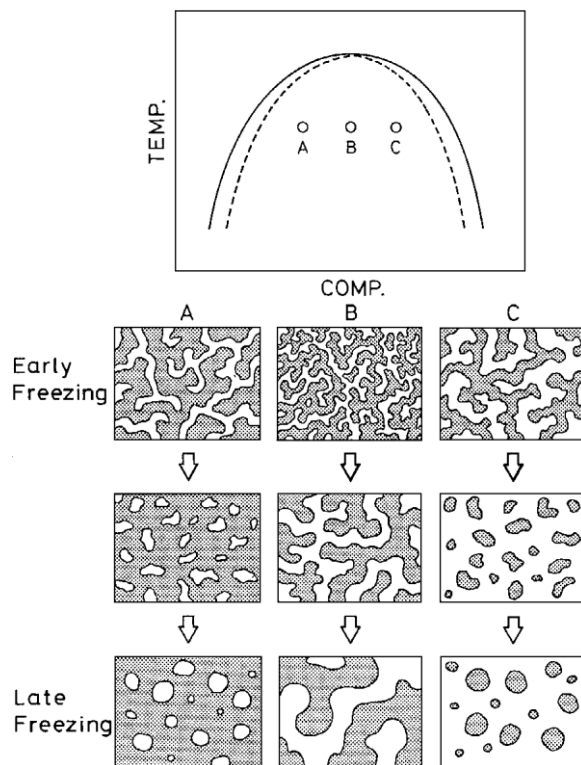 TEMP.
A B C
COMP.
A B C
Early
Freezing
Late
Freezing